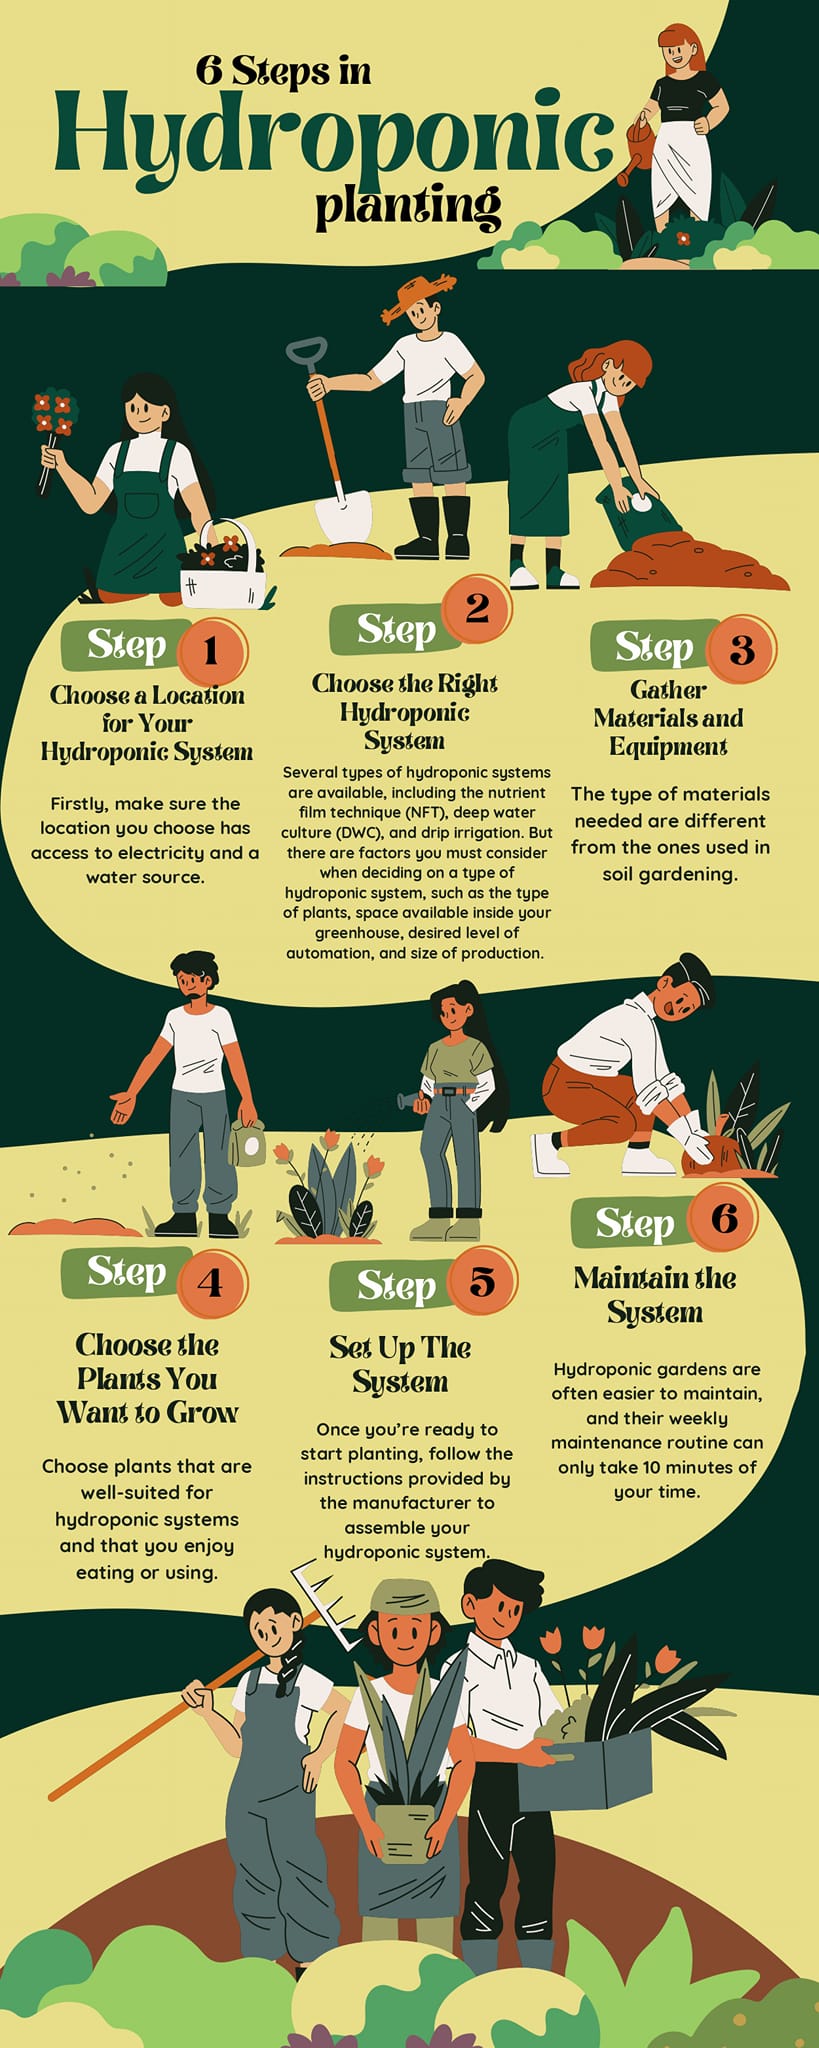 6 Steps in
Hydroponic
planting
Step 1
Choose a Location
for Your
Hydroponic System
Firstly, make sure the
location you choose has
access to electricity and a
water source.
Step 2
Choose the Right
Hydroponic
System
Several types of hydroponic systems
are available, including the nutrient
film technique (NFT), deep water
culture (DWC), and drip irrigation. But
there are factors you must consider
when deciding on a type of
hydroponic system, such as the type
of plants, space available inside your
greenhouse, desired level of
automation, and size of production.
Step 3
Gather
Materials and
Equipment
The type of materials
needed are different
from the ones used in
soil gardening.
Step 4
Choose the
Plants You
Want to Grow
Choose plants that are
well-suited for
hydroponic systems
and that you enjoy
eating or using.
Step 5
Set Up The
System
Once you're ready to
start planting, follow the
instructions provided by
the manufacturer to
assemble your
hydroponic system.
Step 6
Maintain the
System
Hydroponic gardens are
often easier to maintain,
and their weekly
maintenance routine can
only take 10 minutes of
your time.